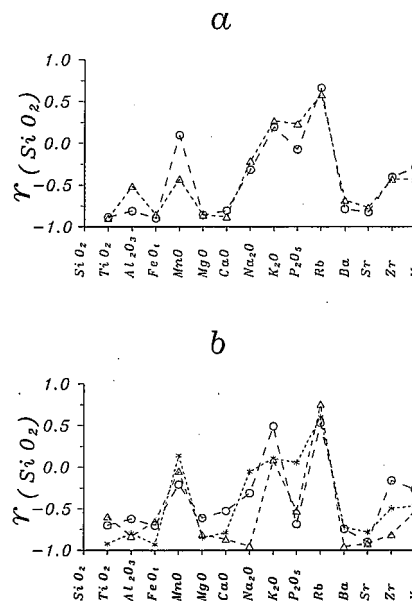 a
ϒ (SiO₂)
1.0
0.5
0.0
−0.5
−1.0
SiO₂
TiO₂
Al₂O₃
FeOₜ
MnO
MgO
CaO
Na₂O
K₂O
P₂O₅
Rb
Ba
Sr
Zr
b
ϒ (SiO₂)
1.0
0.5
0.0
−0.5
−1.0
SiO₂
TiO₂
Al₂O₃
FeOₜ
MnO
MgO
CaO
Na₂O
K₂O
P₂O₅
Rb
Ba
Sr
Zr